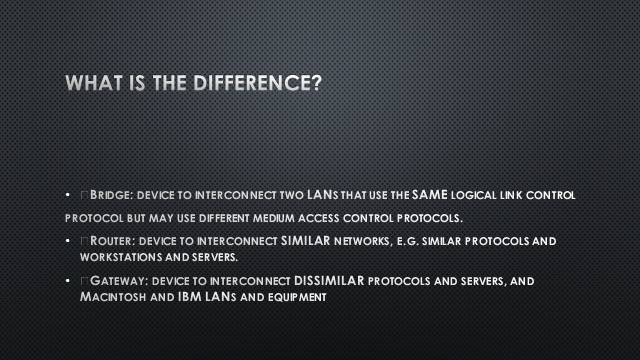 WHAT IS THE DIFFERENCE?
• □BRIDGE: DEVICE TO INTERCONNECT TWO LANS THAT USE THE SAME LOGICAL LINK CONTROL
PROTOCOL BUT MAY USE DIFFERENT MEDIUM ACCESS CONTROL PROTOCOLS.
• □ROUTER: DEVICE TO INTERCONNECT SIMILAR NETWORKS, E.G. SIMILAR PROTOCOLS AND
WORKSTATIONS AND SERVERS.
• □GATEWAY: DEVICE TO INTERCONNECT DISSIMILAR PROTOCOLS AND SERVERS, AND
MACINTOSH AND IBM LANS AND EQUIPMENT